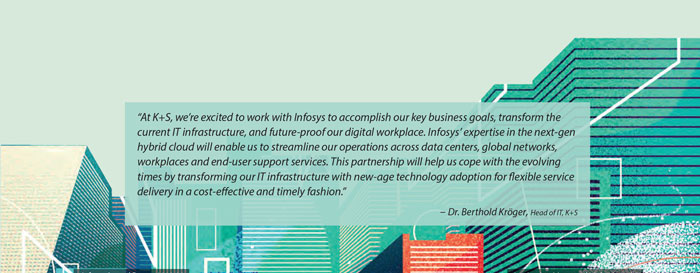 “At K+S, we’re excited to work with Infosys to accomplish our key business goals, transform the
current IT infrastructure, and future-proof our digital workplace. Infosys’ expertise in the next-gen
hybrid cloud will enable us to streamline our operations across data centers, global networks,
workplaces and end-user support services. This partnership will help us cope with the evolving
times by transforming our IT infrastructure with new-age technology adoption for flexible service
delivery in a cost-effective and timely fashion.”
– Dr. Berthold Kröger, Head of IT, K+S